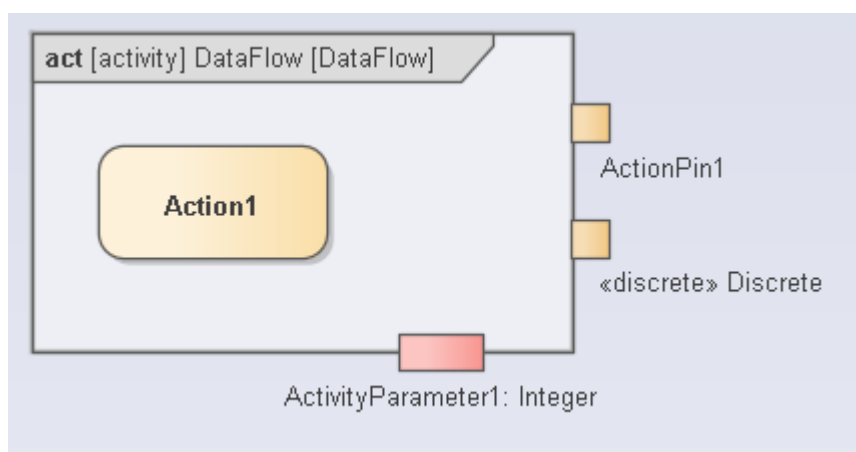 act [activity] DataFlow [DataFlow]
Action1
ActionPin1
«discrete» Discrete
ActivityParameter1: Integer